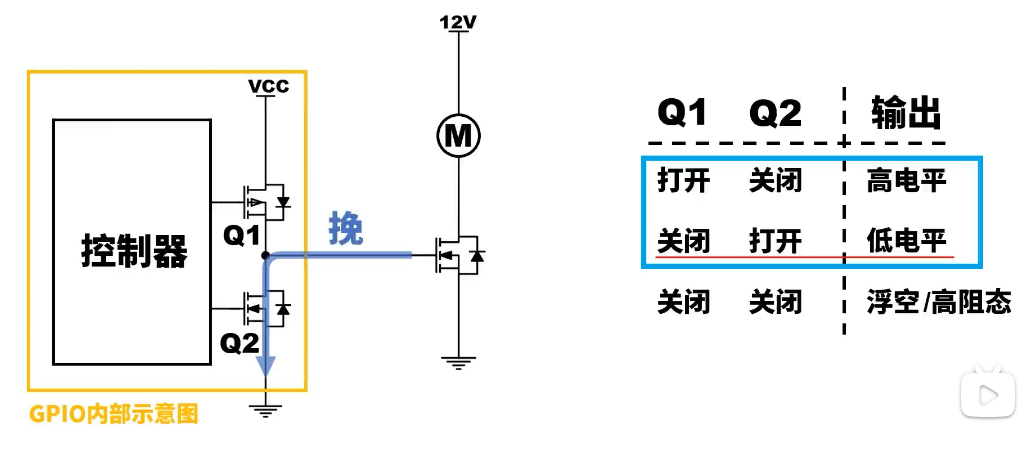 12V
VCC
M
控制器
Q1
挽
Q2
GPIO内部示意图
Q1 Q2 输出
打开 关闭 高电平
关闭 打开 低电平
关闭 关闭 浮空/高阻态